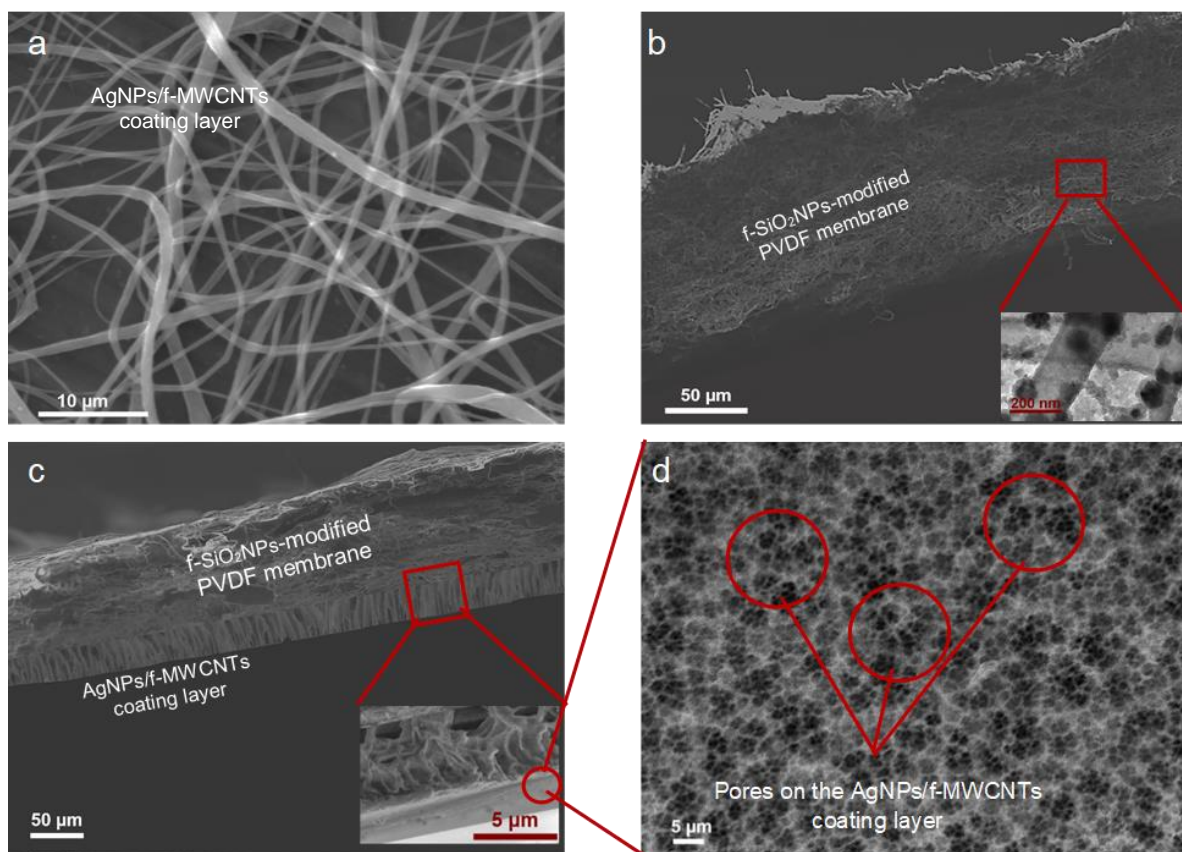 a
AgNPs/f-MWCNTs
coating layer
10 µm
b
f-SiO₂NPs-modified
PVDF membrane
50 µm
200 nm
c
f-SiO₂NPs-modified
PVDF membrane
AgNPs/f-MWCNTs
coating layer
50 µm
5 µm
d
Pores on the AgNPs/f-MWCNTs
coating layer
5 µm